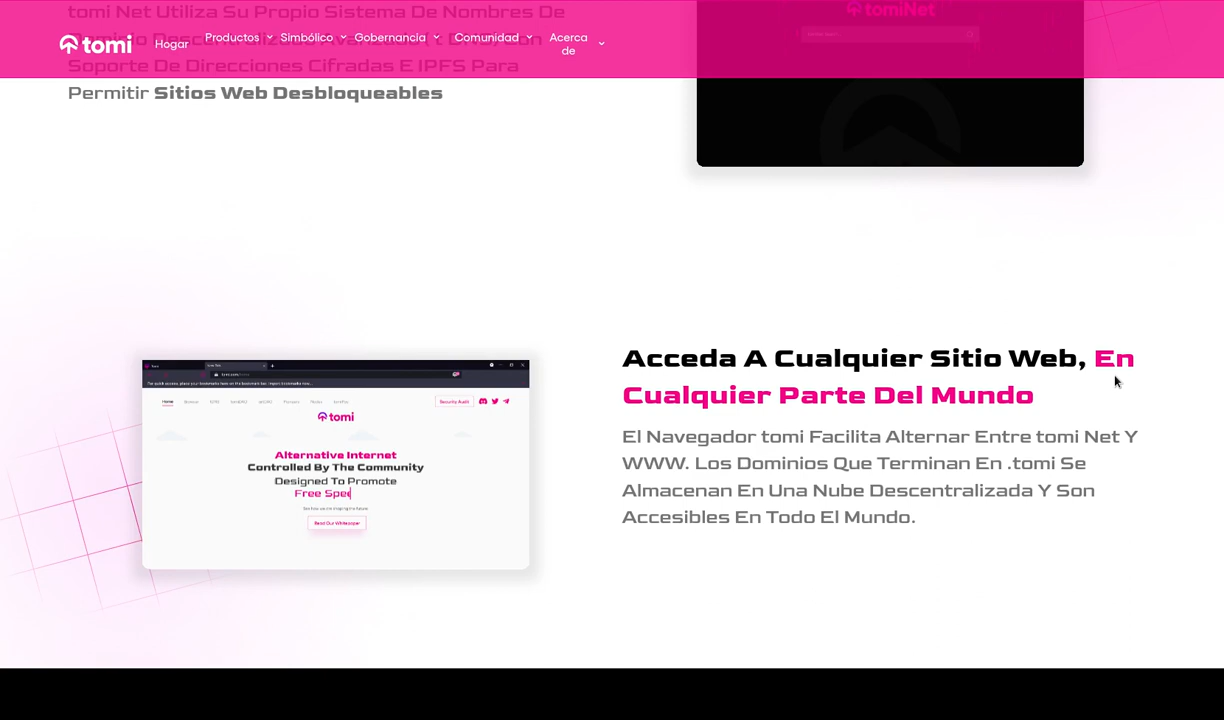 tomi Net Utiliza Su Propio Sistema De Nombres De
Soporte De Direcciones Cifradas E IPFS Para
Permitir Sitios Web Desbloqueables
tomi
Hogar
Productos
Simbólico
Gobernancia
Comunidad
Acerca
de
tomiNet
Acceda A Cualquier Sitio Web, En
Cualquier Parte Del Mundo
El Navegador tomi Facilita Alternar Entre tomi Net Y
WWW. Los Dominios Que Terminan En .tomi Se
Almacenan En Una Nube Descentralizada Y Son
Accesibles En Todo El Mundo.
Home
Security Audit
tomi
Alternative Internet
Controlled By The Community
Designed To Promote
Free Spee
Read Our Whitepaper